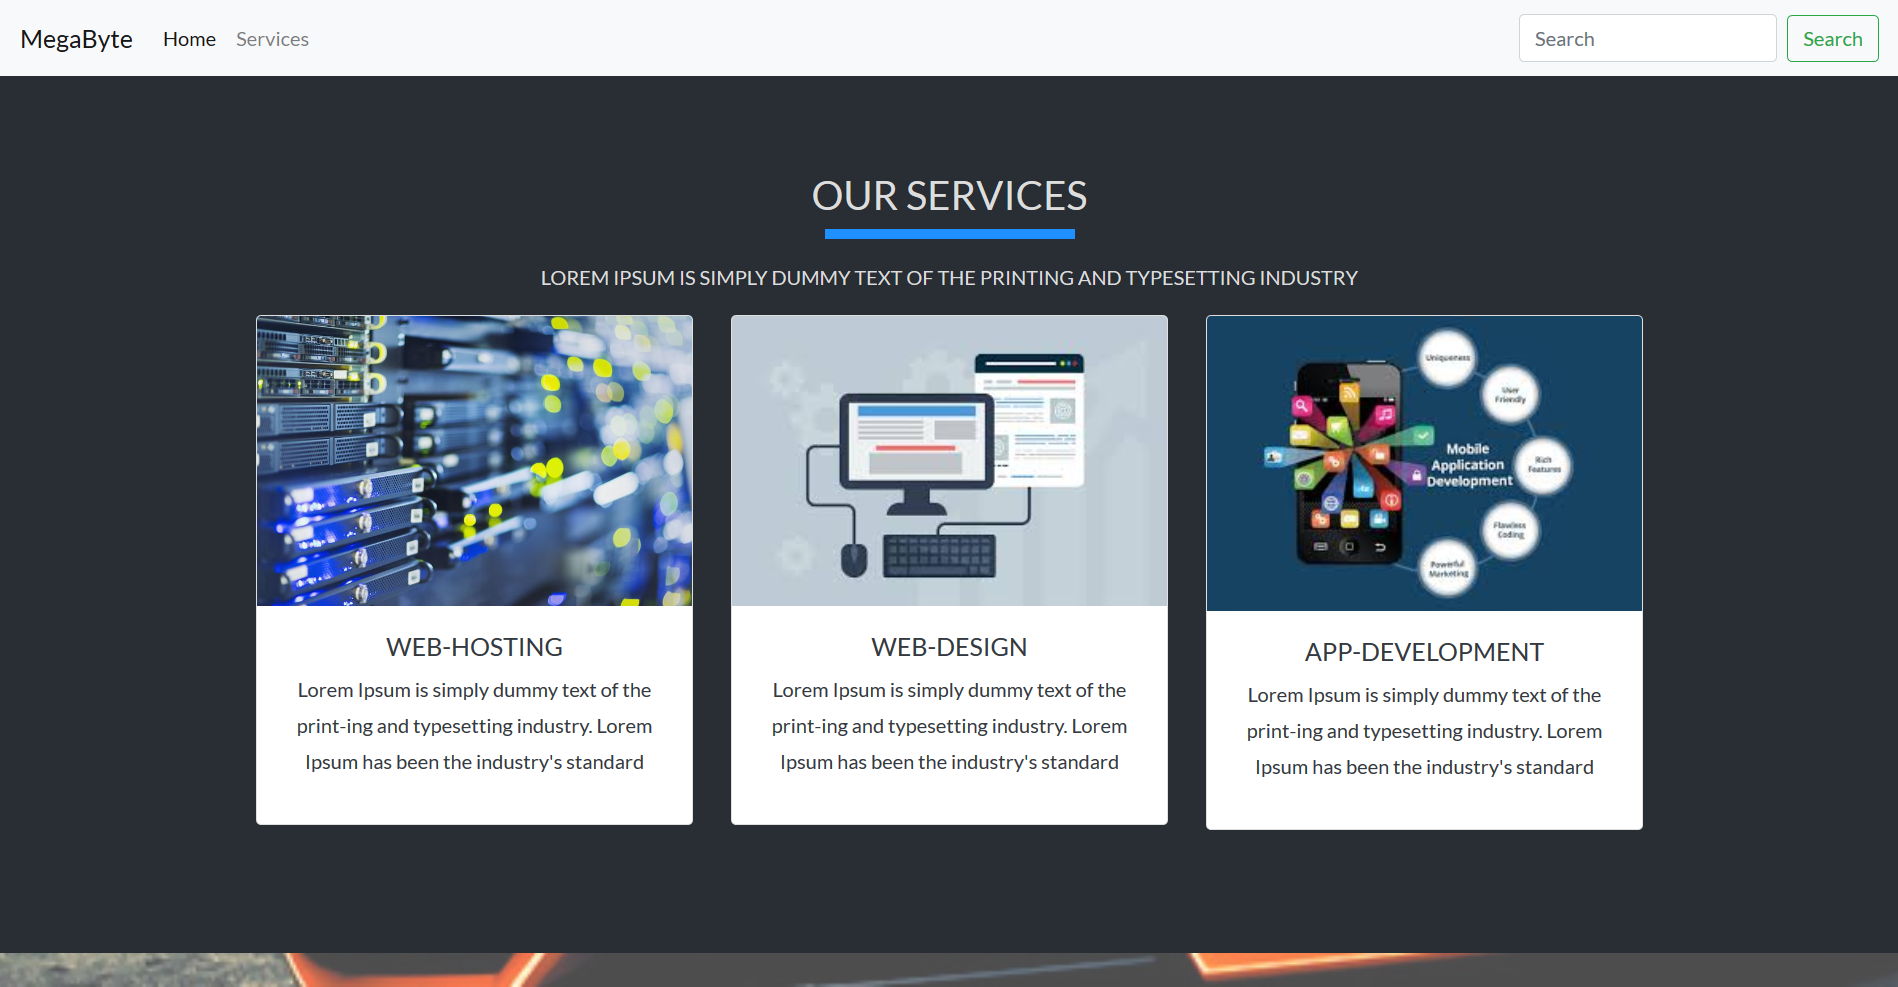 MegaByte Home Services Search Search
OUR SERVICES
LOREM IPSUM IS SIMPLY DUMMY TEXT OF THE PRINTING AND TYPESETTING INDUSTRY
Uniqueness
User
Friendly
Mobile
Application
Development
Rich
Features
Flawless
Coding
Powerful
Marketing
WEB-HOSTING
Lorem Ipsum is simply dummy text of the
print-ing and typesetting industry. Lorem
Ipsum has been the industry's standard
WEB-DESIGN
Lorem Ipsum is simply dummy text of the
print-ing and typesetting industry. Lorem
Ipsum has been the industry's standard
APP-DEVELOPMENT
Lorem Ipsum is simply dummy text of the
print-ing and typesetting industry. Lorem
Ipsum has been the industry's standard